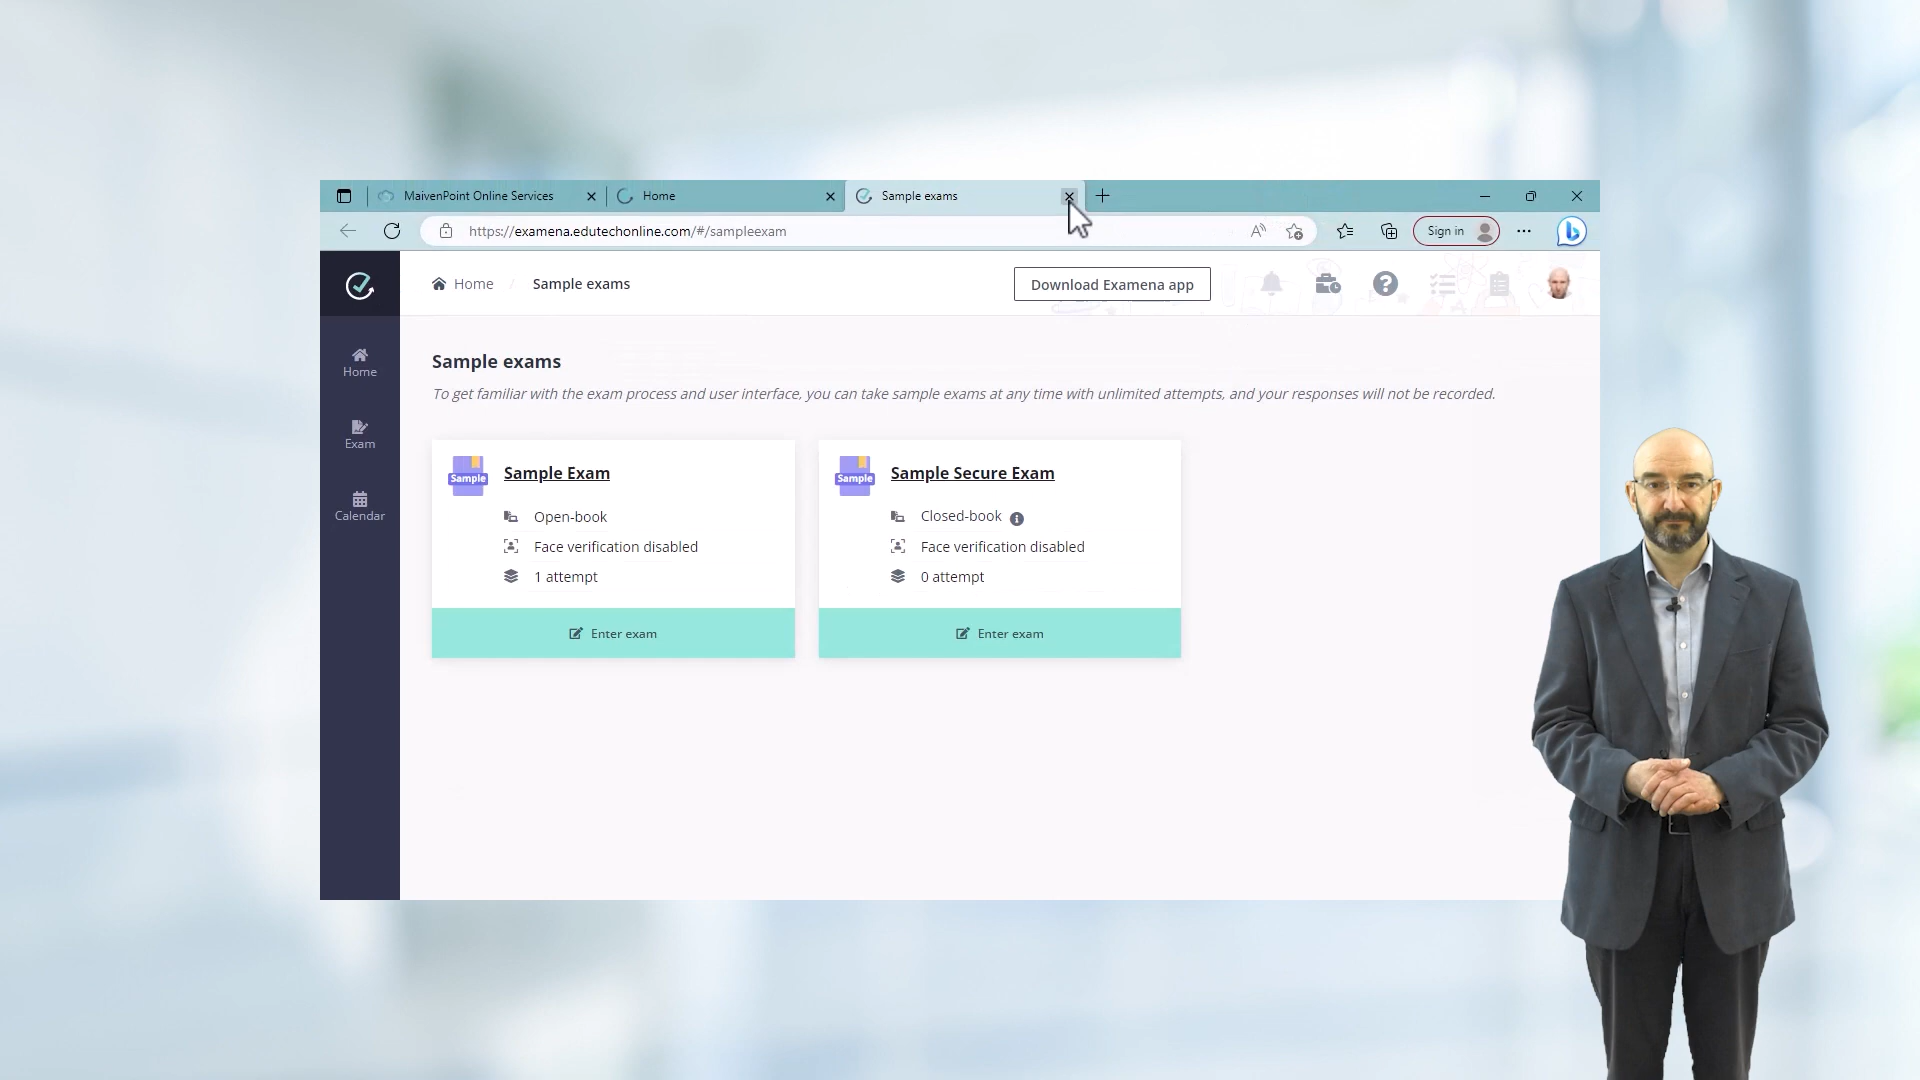 MaivenPoint Online Services
Home
Sample exams
https://examena.edutechonline.com/#/sampleexam
Sign in
Home / Sample exams
Download Examena app
Home
Exam
Calendar
Sample exams
To get familiar with the exam process and user interface, you can take sample exams at any time with unlimited attempts, and your responses will not be recorded.
Sample
Sample Exam
Open-book
Face verification disabled
1 attempt
Enter exam
Sample
Sample Secure Exam
Closed-book
Face verification disabled
0 attempt
Enter exam